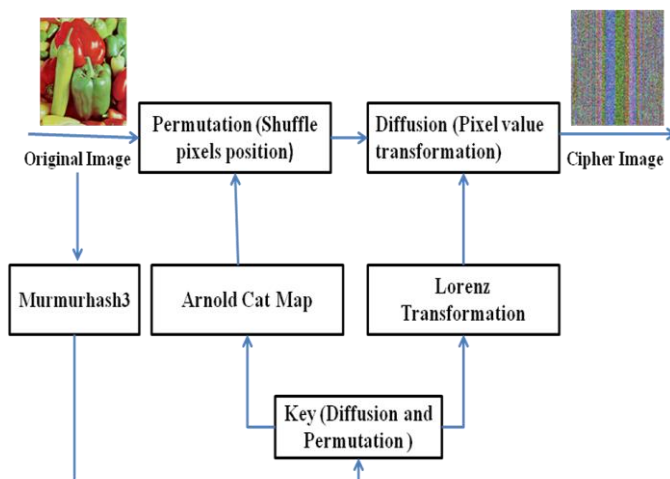 Permutation (Shuffle
pixels position)
Diffusion (Pixel value
transformation)
Original Image
Cipher Image
Murmurhash3
Arnold Cat Map
Lorenz
Transformation
Key (Diffusion and
Permutation )